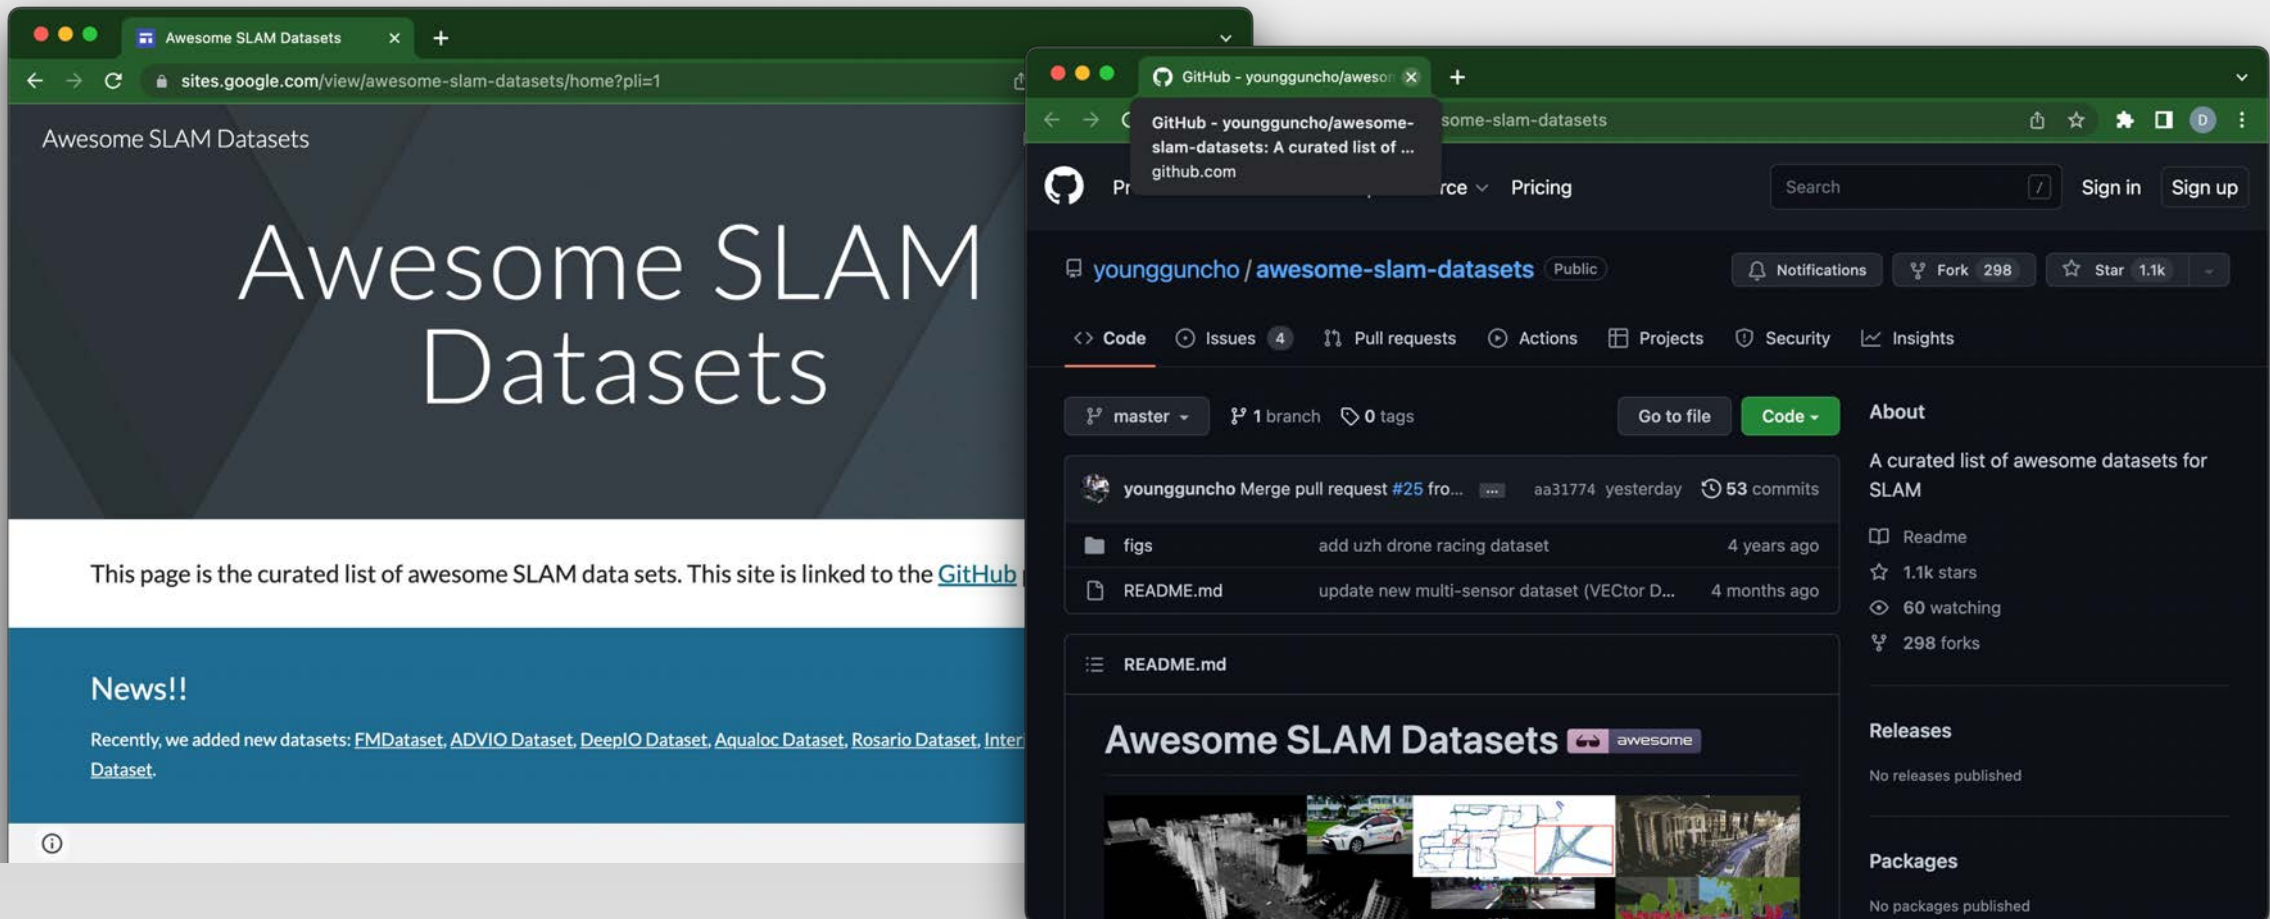 Awesome SLAM Datasets
sites.google.com/view/awesome-slam-datasets/home?pli=1
Awesome SLAM Datasets
Awesome SLAM
Datasets
This page is the curated list of awesome SLAM data sets. This site is linked to the GitHub
News!!
Recently, we added new datasets: FMDataset, ADVIO Dataset, DeepIO Dataset, Aqualoc Dataset, Rosario Dataset, Interi
Dataset.
GitHub - youngguncho/aweson
some-slam-datasets
D
GitHub - youngguncho/awesome-
slam-datasets: A curated list of ...
github.com
Pr
rce
Pricing
Search
/
Sign in
Sign up
youngguncho/awesome-slam-datasets
Public
Notifications
Fork 298
Star 1.1k
Code
Issues 4
Pull requests
Actions
Projects
Security
Insights
master
1 branch
0 tags
Go to file
Code
youngguncho Merge pull request #25 fro... ... aa31774 yesterday 53 commits
figs add uzh drone racing dataset 4 years ago
README.md update new multi-sensor dataset (VECtor D... 4 months ago
README.md
Awesome SLAM Datasets awesome
About
A curated list of awesome datasets for
SLAM
Readme
1.1k stars
60 watching
298 forks
Releases
No releases published
Packages
No packages published